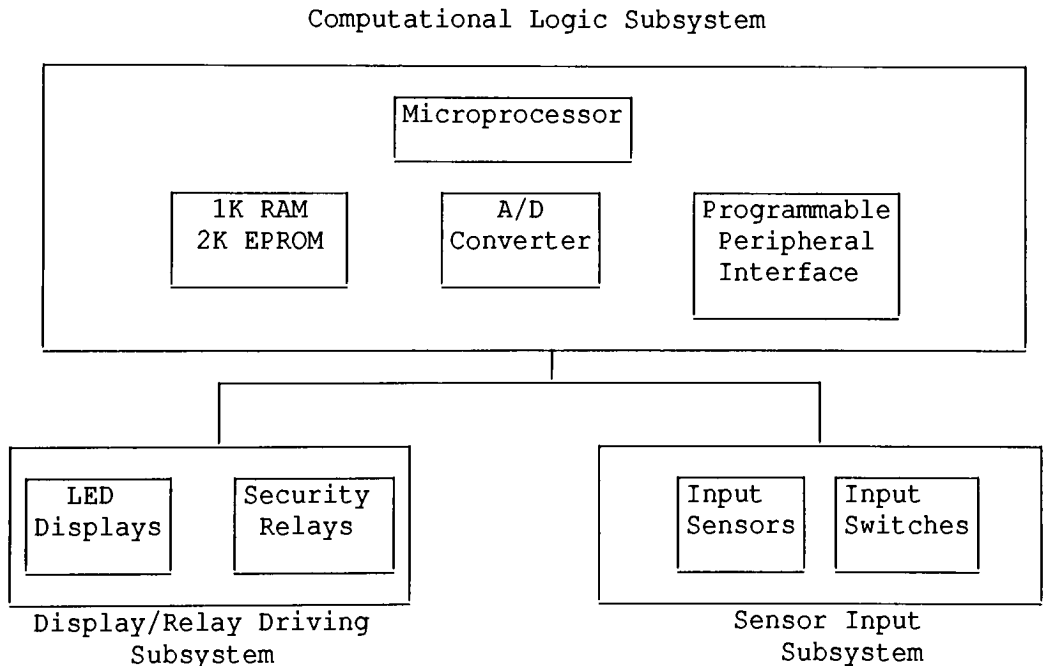 Computational Logic Subsystem
Microprocessor
1K RAM
2K EPROM
A/D
Converter
Programmable
Peripheral
Interface
LED
Displays
Security
Relays
Input
Sensors
Input
Switches
Display/Relay Driving
Subsystem
Sensor Input
Subsystem